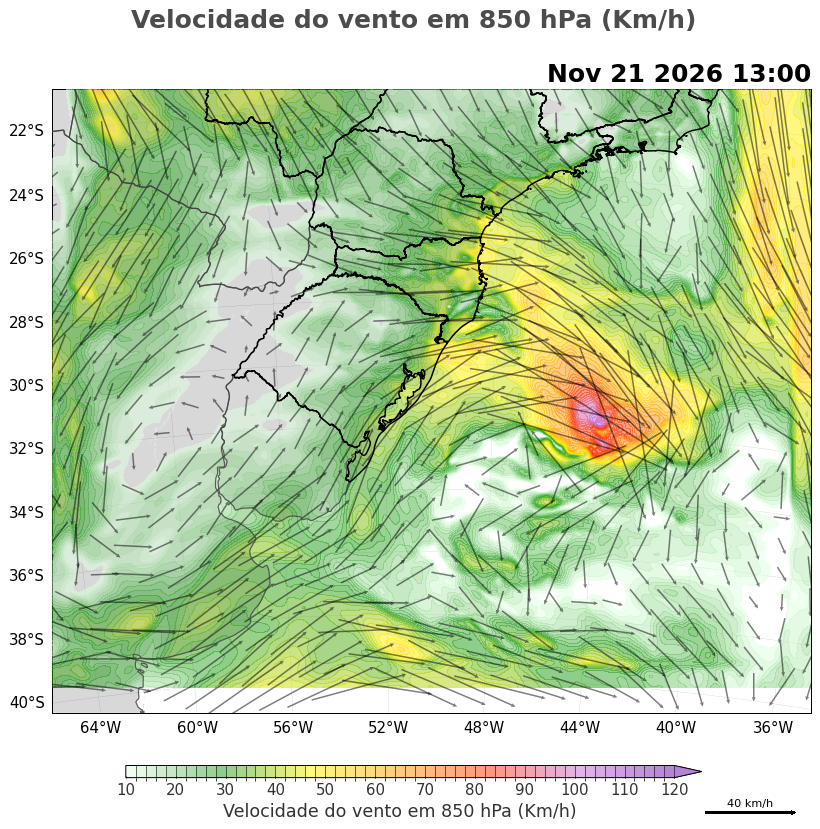 Velocidade do vento em 850 hPa (Km/h)
Nov 21 2026 13:00
22°S
24°S
26°S
28°S
30°S
32°S
34°S
36°S
38°S
40°S
64°W 60°W 56°W 52°W 48°W 44°W 40°W 36°W
10 20 30 40 50 60 70 80 90 100 110 120
Velocidade do vento em 850 hPa (Km/h)
40 km/h